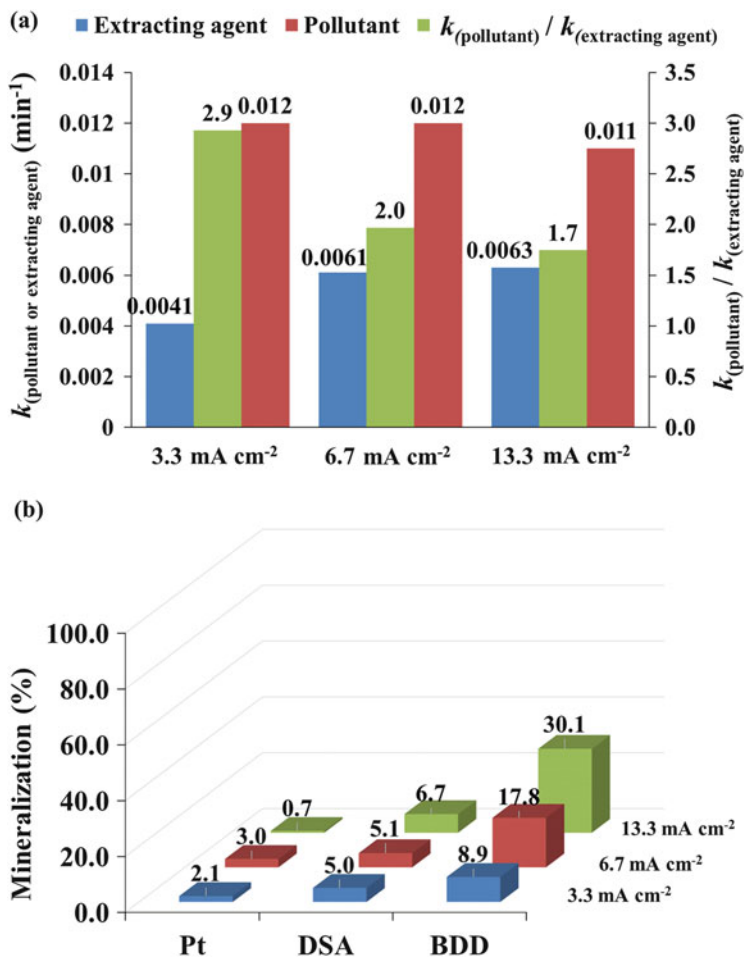 (a)
Extracting agent Pollutant k(pollutant) / k(extracting agent)
k(pollutant or extracting agent) (min-1)
0.014
0.012
0.01
0.008
0.006
0.004
0.002
0
0.0041
2.9
0.012
0.0061
2.0
0.012
0.0063
1.7
0.011
3.5
3.0
2.5
2.0
1.5
1.0
0.5
0.0
k(pollutant) / k(extracting agent)
3.3 mA cm-2 6.7 mA cm-2 13.3 mA cm-2
(b)
Mineralization (%)
100.0
80.0
60.0
40.0
20.0
0.0
0.7 6.7 30.1
3.0 5.1 17.8
2.1 5.0 8.9
13.3 mA cm-2
6.7 mA cm-2
3.3 mA cm-2
Pt DSA BDD